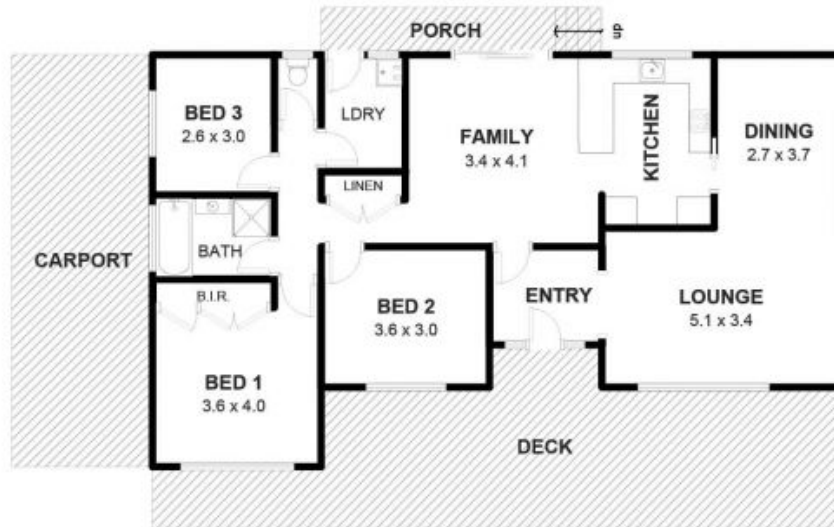 PORCH
dn
BED 3
2.6 x 3.0
LDRY
FAMILY
3.4 x 4.1
KITCHEN
DINING
2.7 x 3.7
LINEN
BATH
CARPORT
B.I.R.
BED 2
3.6 x 3.0
ENTRY
LOUNGE
5.1 x 3.4
BED 1
3.6 x 4.0
DECK